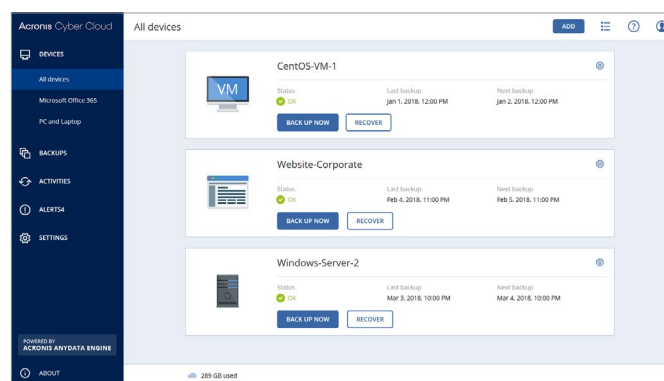 Acronis Cyber Cloud
All devices
ADD
DEVICES
All devices
Microsoft Office 365
PC and Laptop
BACKUPS
ACTIVITIES
ALERTS4
SETTINGS
POWERED BY
ACRONIS ANYDATA ENGINE
ABOUT
VM
CentOS-VM-1
Status Last backup Next backup
OK Jan 1, 2018, 12:00 PM Jan 2, 2018, 12:00 PM
BACK UP NOW RECOVER
Website-Corporate
Status Last backup Next backup
OK Feb 4, 2018, 11:00 PM Feb 5, 2018, 11:00 PM
BACK UP NOW RECOVER
Windows-Server-2
Status Last backup Next backup
OK Mar 3, 2018, 10:00 PM Mar 4, 2018, 10:00 PM
BACK UP NOW RECOVER
289 GB used